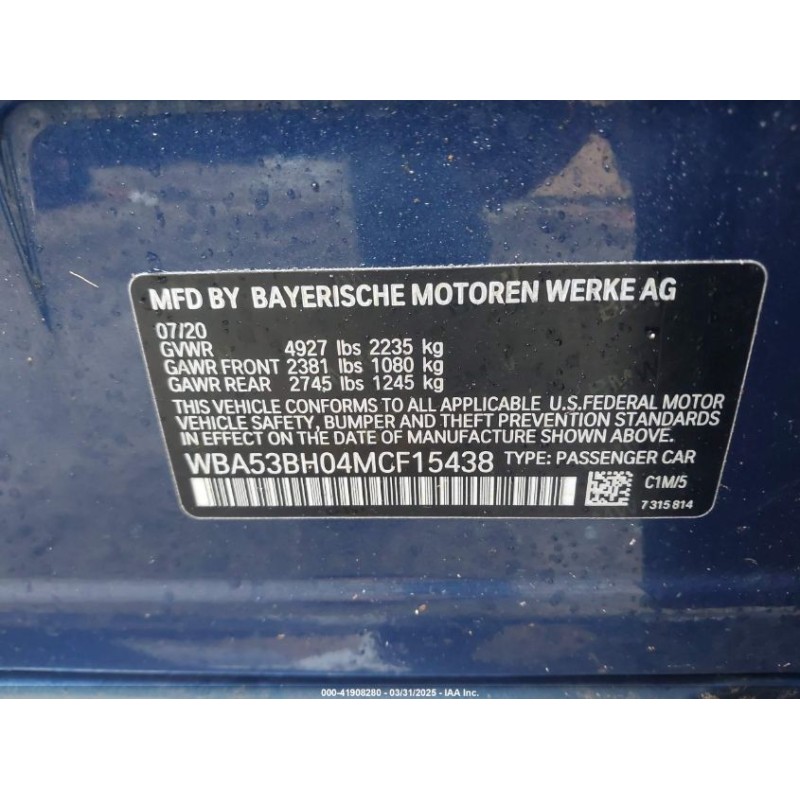 MFD BY BAYERISCHE MOTOREN WERKE AG
07/20
GVWR 4927 lbs 2235 kg
GAWR FRONT 2381 lbs 1080 kg
GAWR REAR 2745 lbs 1245 kg
THIS VEHICLE CONFORMS TO ALL APPLICABLE U.S.FEDERAL MOTOR
VEHICLE SAFETY, BUMPER AND THEFT PREVENTION STANDARDS
IN EFFECT ON THE DATE OF MANUFACTURE SHOWN ABOVE.
WBA53BH04MCF15438 TYPE: PASSENGER CAR
C1M/5
7315814
000-41908280 - 03/31/2025 - IAA Inc.